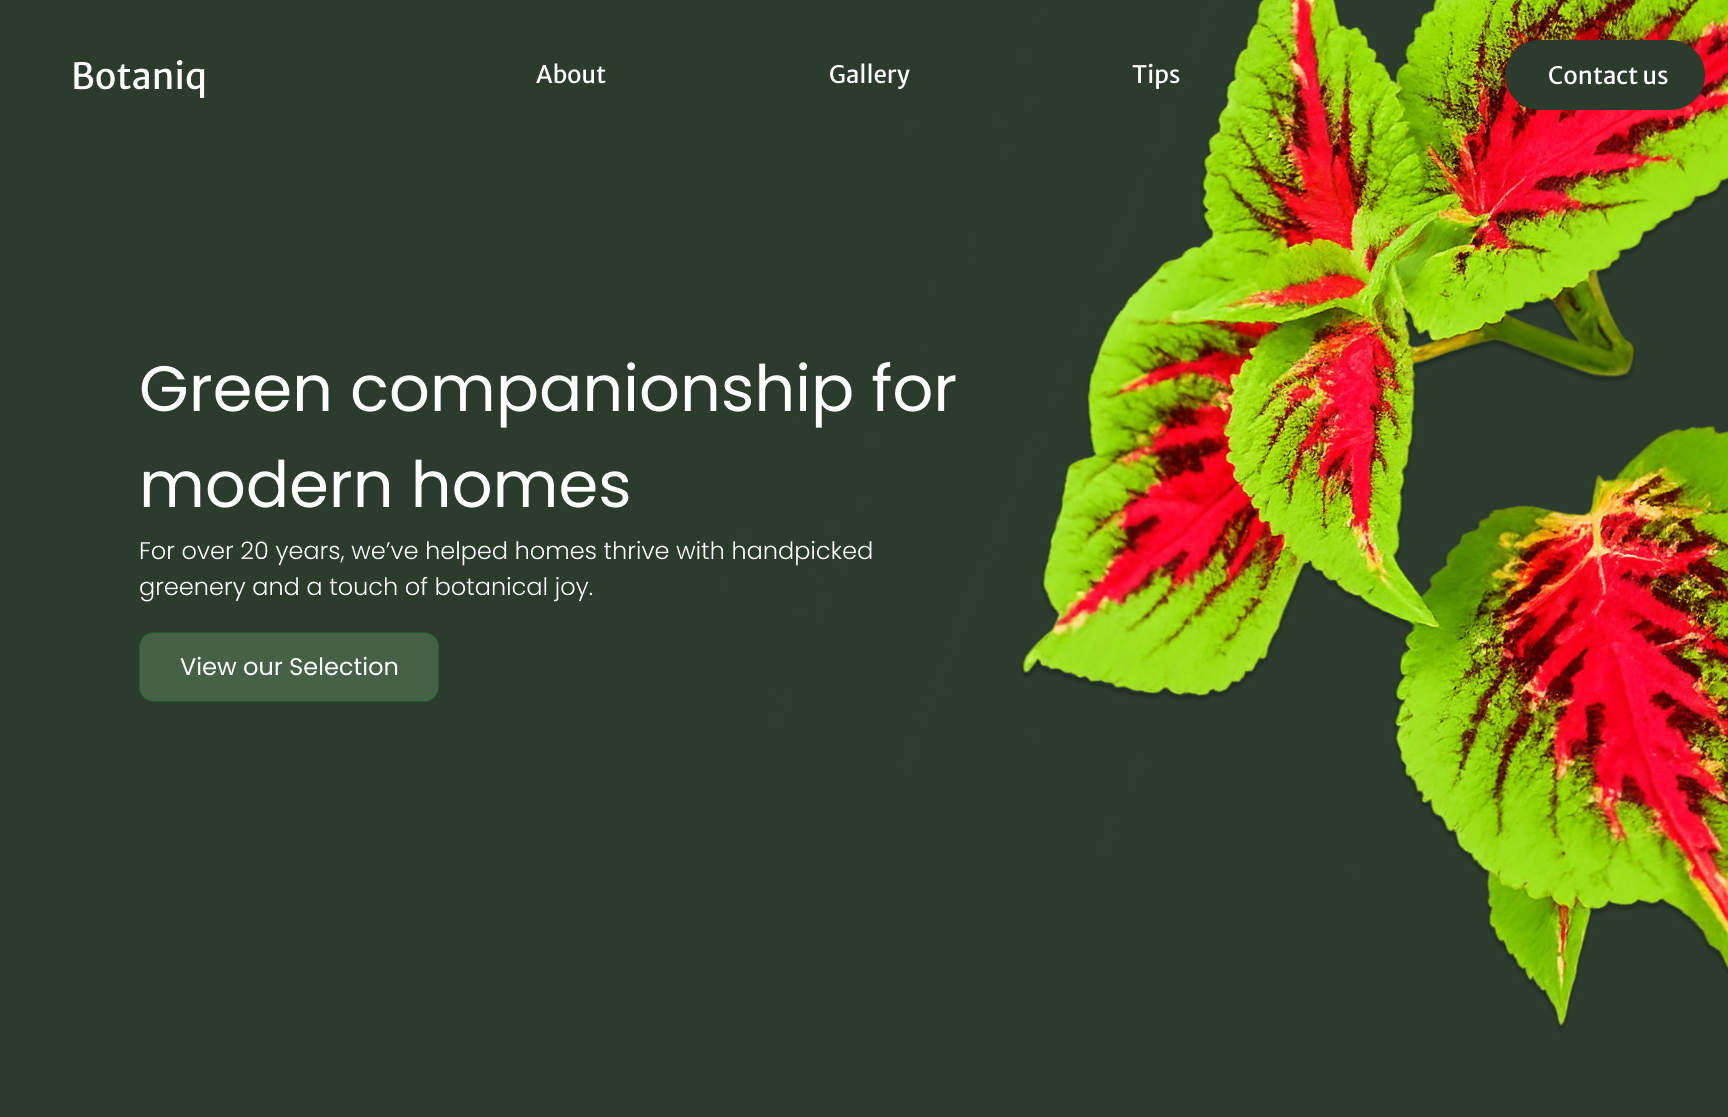 Botaniq
About
Gallery
Tips
Contact us
Green companionship for
modern homes
For over 20 years, we’ve helped homes thrive with handpicked
greenery and a touch of botanical joy.
View our Selection